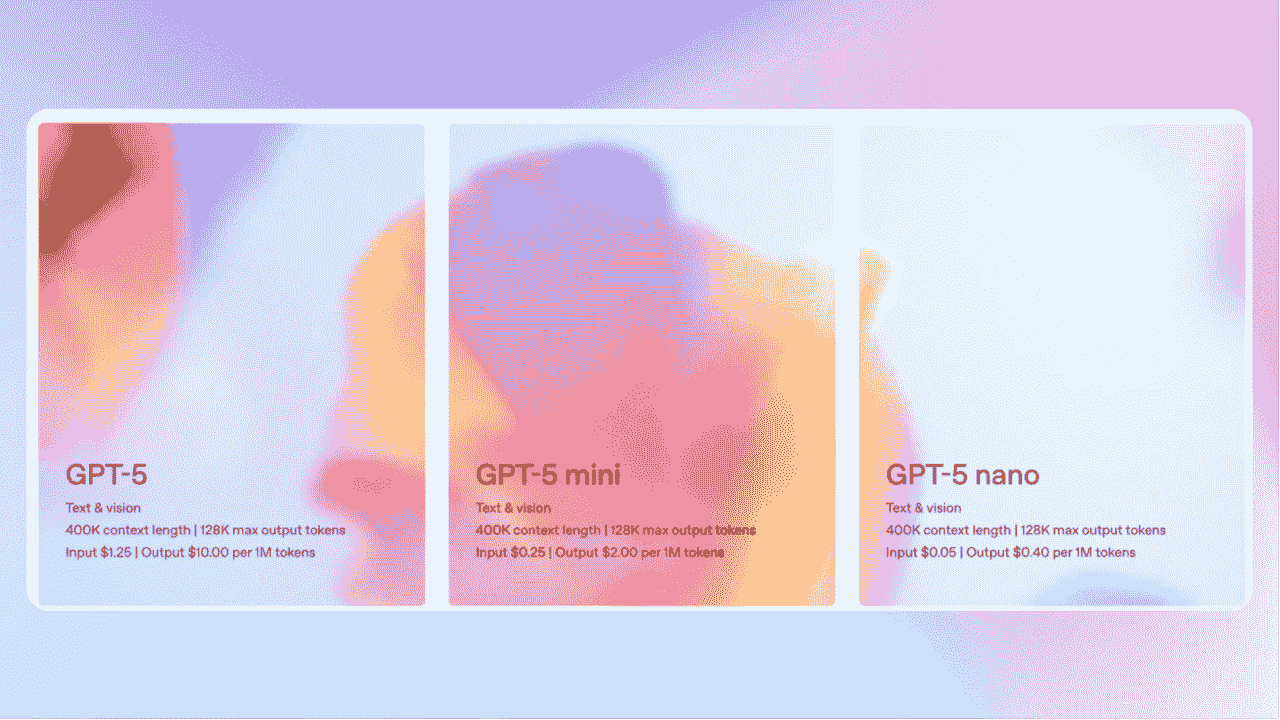 GPT-5
Text & vision
400K context length | 128K max output tokens
Input $1.25 | Output $10.00 per 1M tokens
GPT-5 mini
Text & vision
400K context length | 128K max output tokens
Input $0.25 | Output $2.00 per 1M tokens
GPT-5 nano
Text & vision
400K context length | 128K max output tokens
Input $0.05 | Output $0.40 per 1M tokens